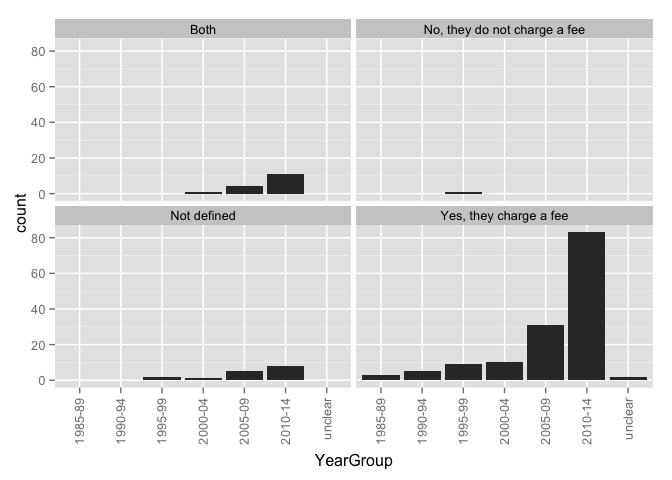 Both
No, they do not charge a fee
80
60
40
20
0
count
Not defined
Yes, they charge a fee
80
60
40
20
0
1985-89
1990-94
1995-99
2000-04
2005-09
2010-14
unclear
1985-89
1990-94
1995-99
2000-04
2005-09
2010-14
unclear
YearGroup